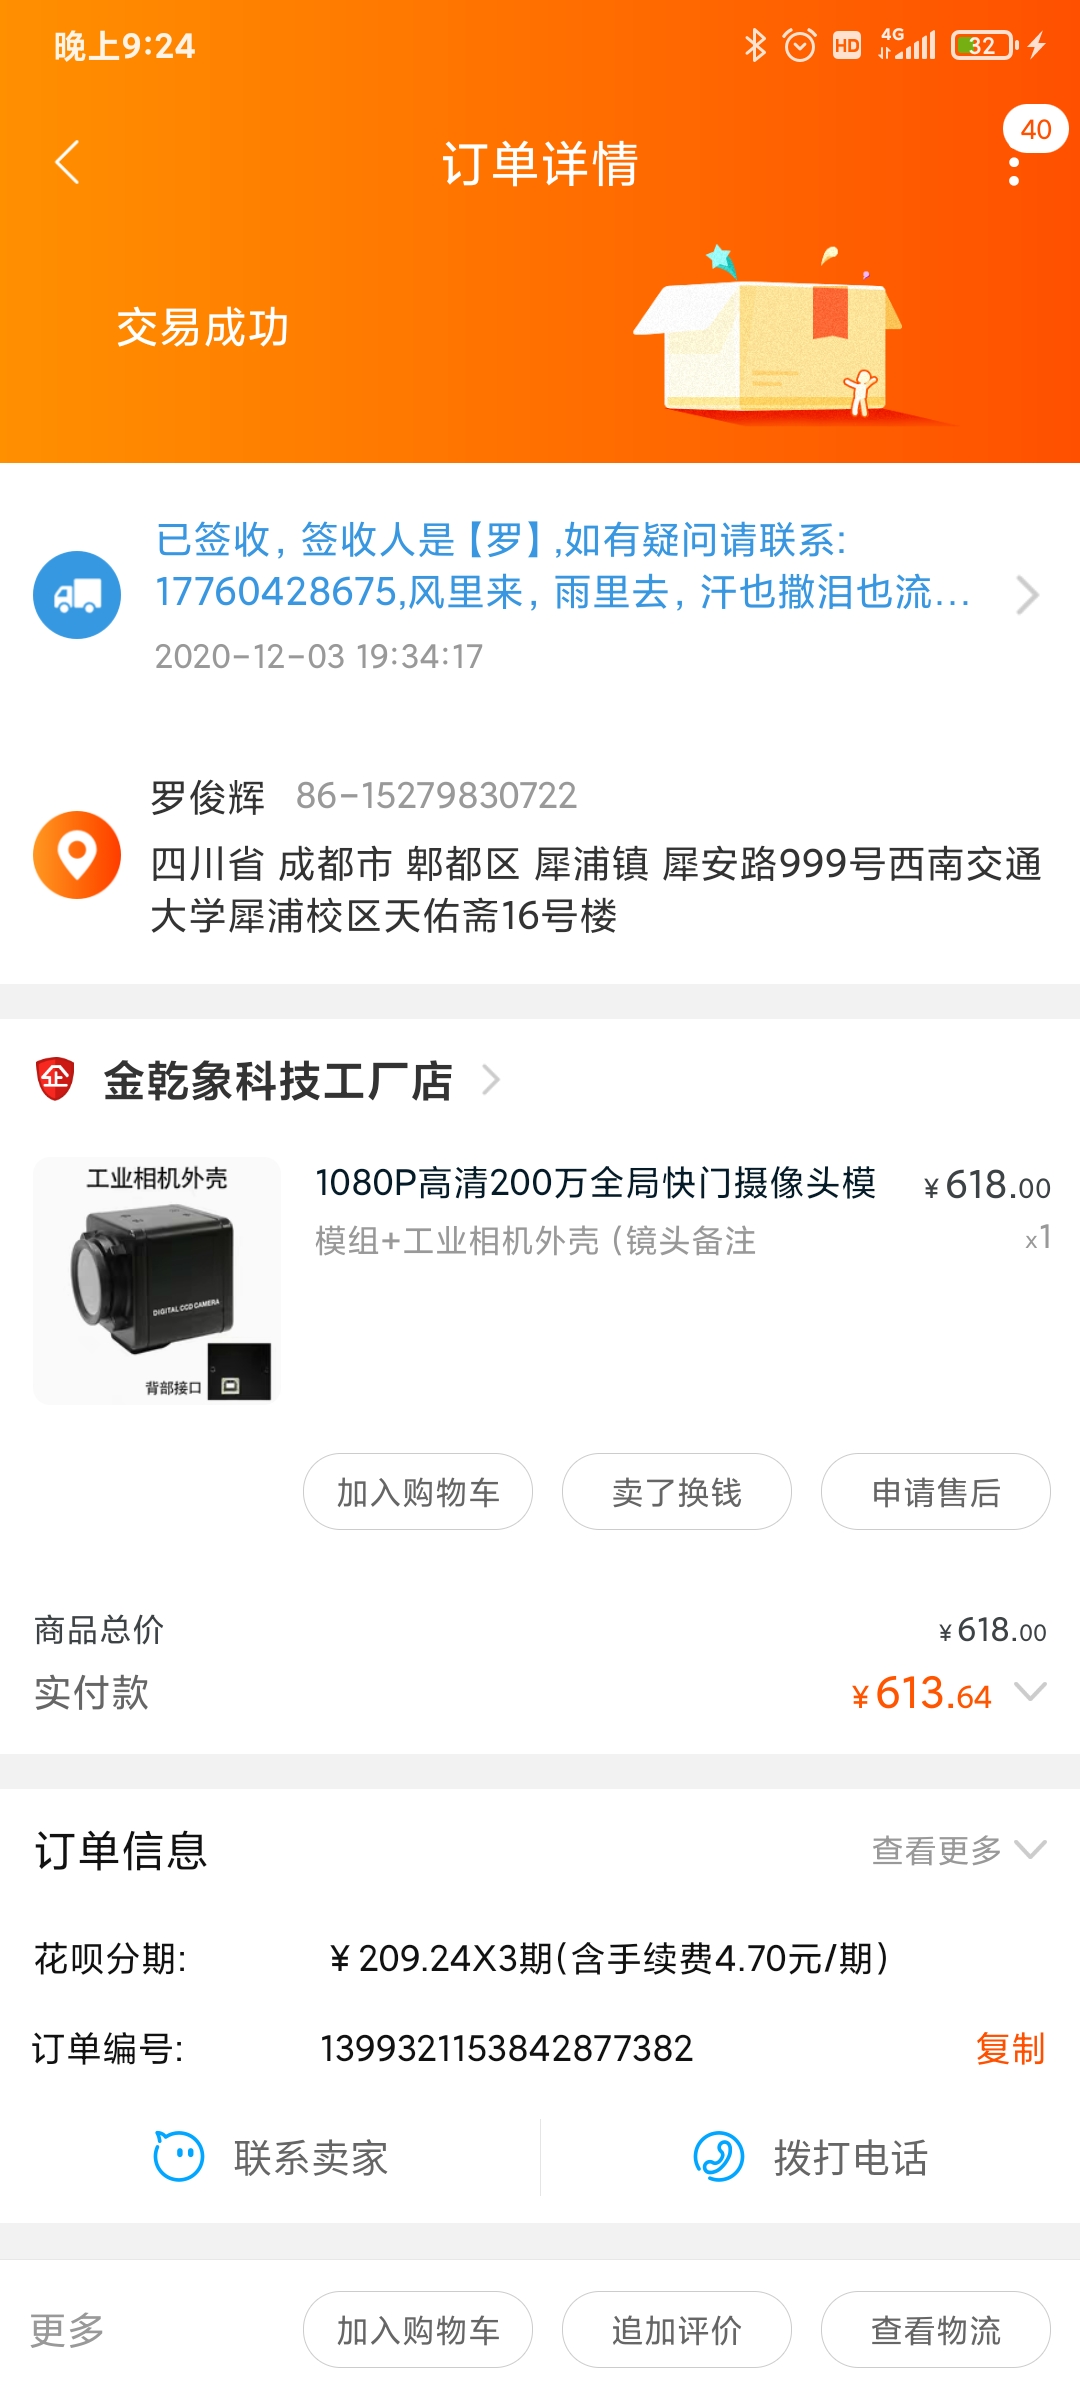 晚上9:24
HD 4G 32
40
订单详情
交易成功
已签收，签收人是【罗】,如有疑问请联系:
17760428675,风里来，雨里去，汗也撒泪也流...
2020-12-03 19:34:17
罗俊辉 86-15279830722
四川省 成都市 郫都区 犀浦镇 犀安路999号西南交通
大学犀浦校区天佑斋16号楼
企 金乾象科技工厂店
工业相机外壳
DIGITAL CCD CAMERA
背部接口
1080P高清200万全局快门摄像头模 ¥618.00
模组+工业相机外壳（镜头备注 x1
加入购物车 卖了换钱 申请售后
商品总价 ¥618.00
实付款 ¥613.64
订单信息 查看更多
花呗分期: ¥209.24X3期(含手续费4.70元/期)
订单编号: 1399321153842877382 复制
联系卖家 拨打电话
更多 加入购物车 追加评价 查看物流